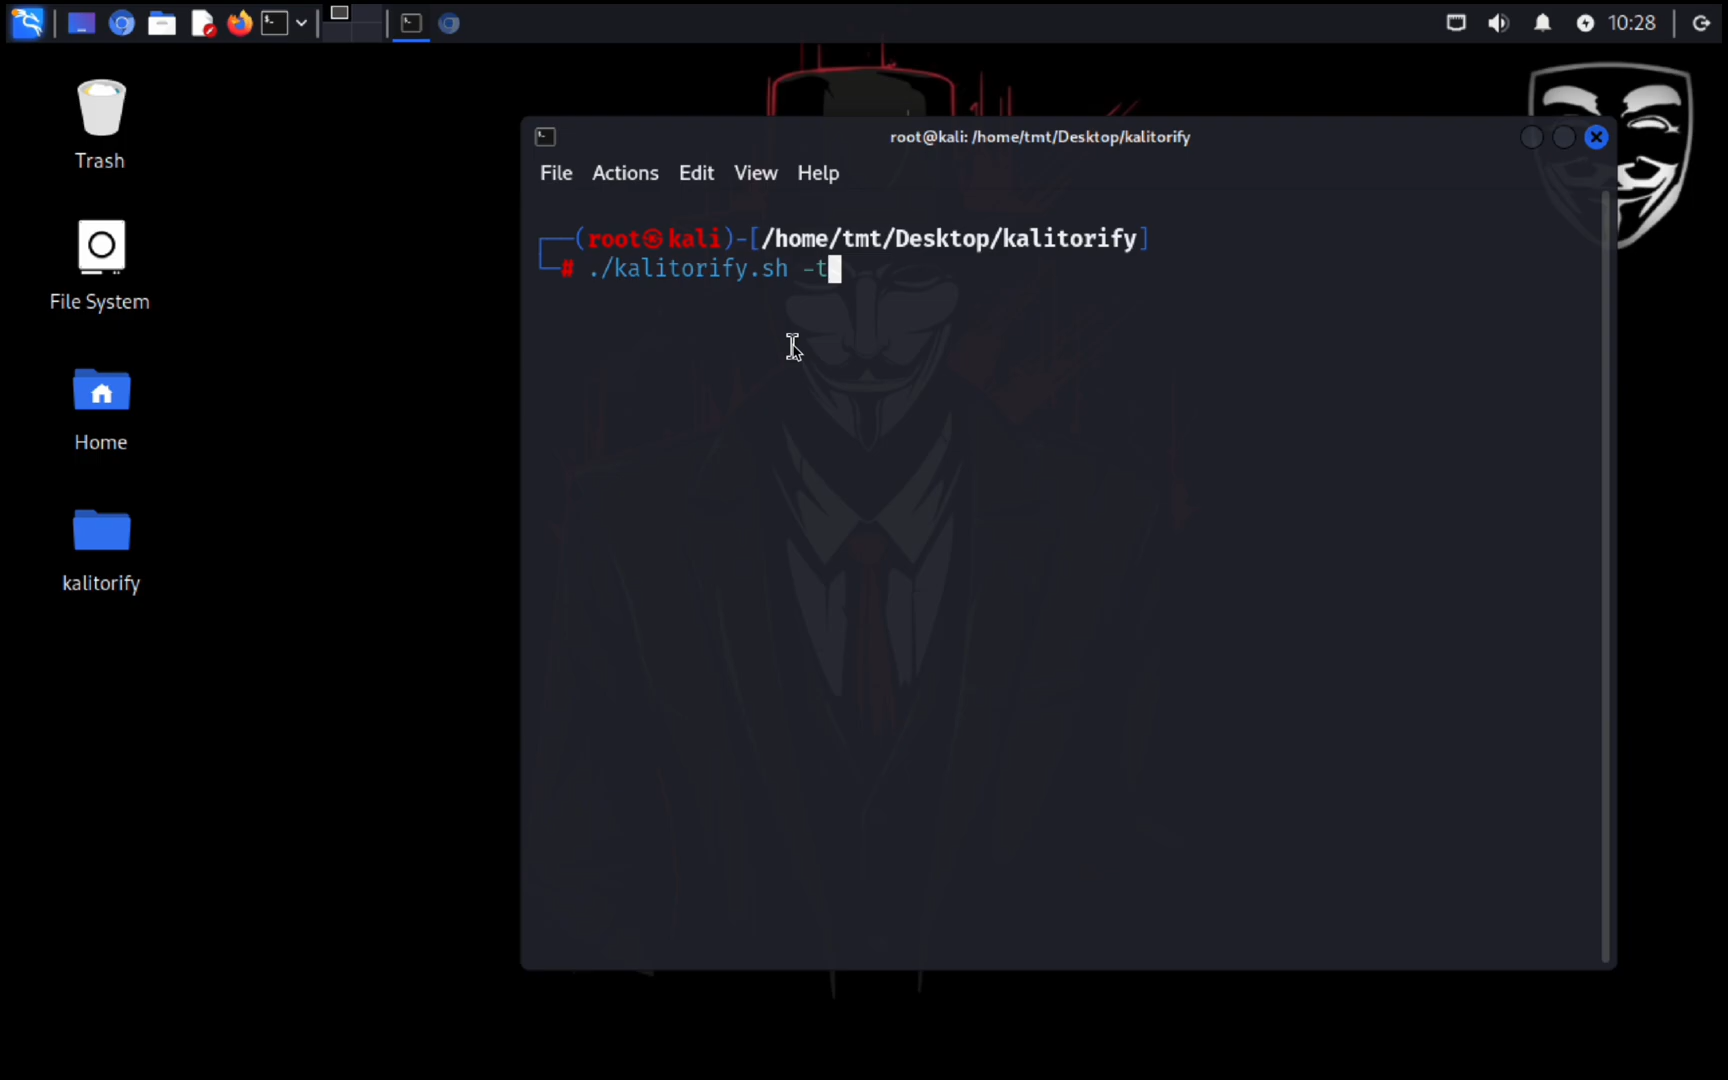 10:28
Trash
File System
Home
kalitorify
root@kali: /home/tmt/Desktop/kalitorify
File Actions Edit View Help
(root㉿kali)-[/home/tmt/Desktop/kalitorify]
# ./kalitorify.sh -t